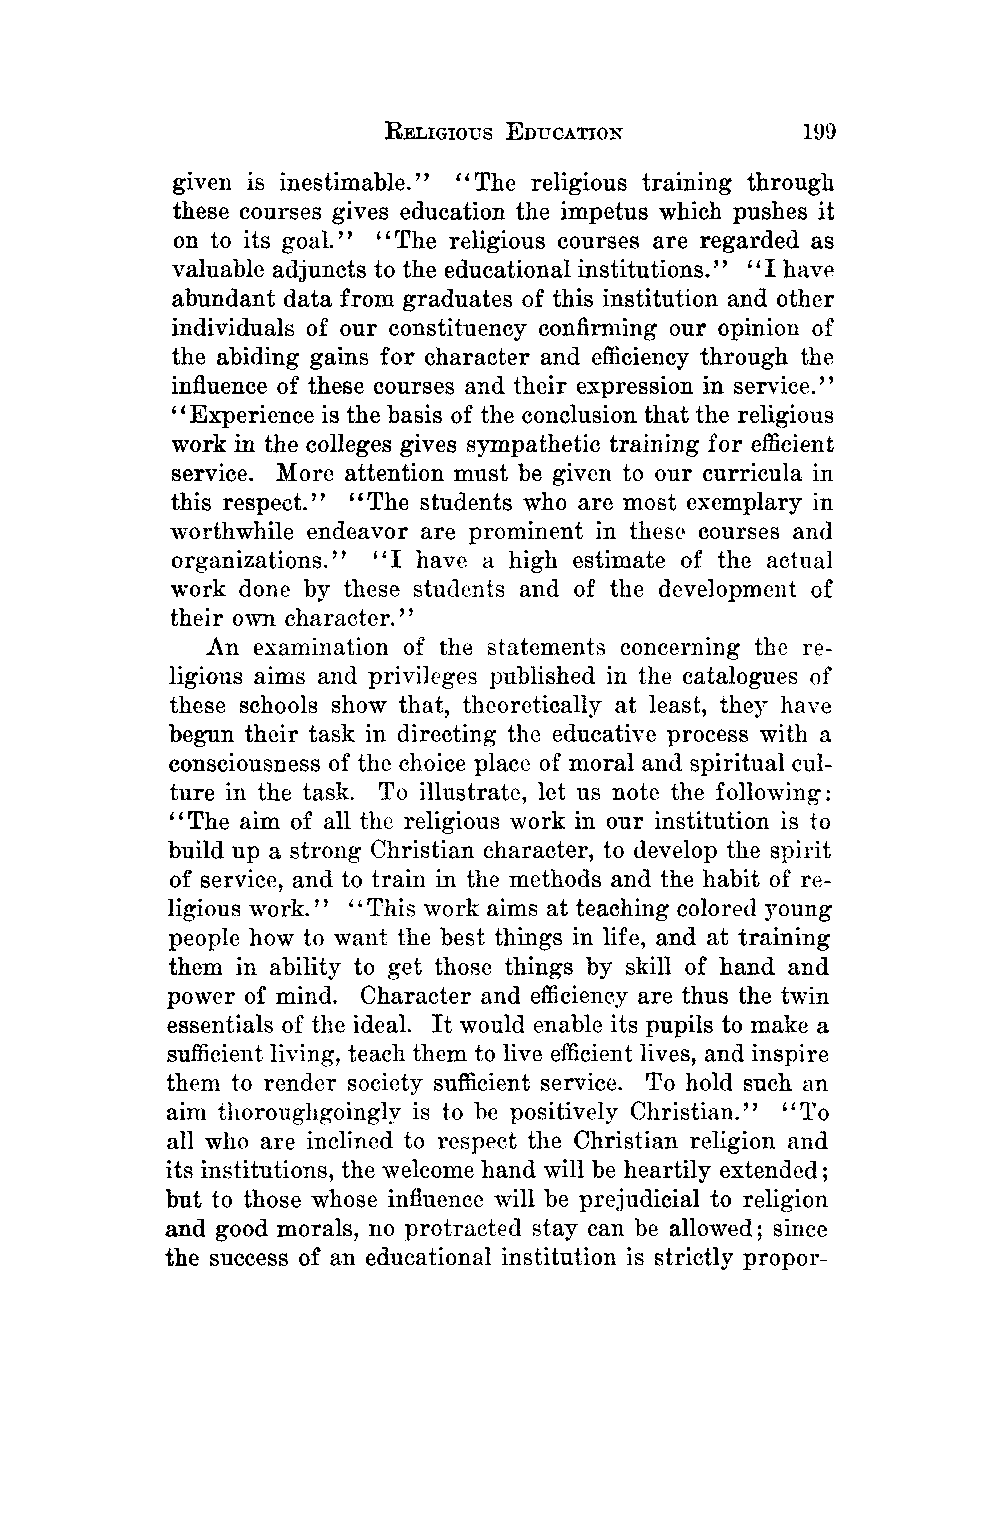 RELIGIOUS EDUCATION 199
given is inestimable." "The religious training through
these courses gives education the impetus which pushes it
on to its goal." "The religious courses are regarded as
valuable adjuncts to the educational institutions." "I have
abundant data from graduates of this institution and other
individuals of our constituency confirming our opinion of
the abiding gains for character and efficiency through the
influence of these courses and their expression in service."
"Experience is the basis of the conclusion that the religious
work in the colleges gives sympathetic training for efficient
service. More attention must be given to our curricula in
this respect." "The students who are most exemplary in
worthwhile endeavor are prominent in these courses and
organizations." "I have a high estimate of the actual
work done by these students and of the development of
their own character."
An examination of the statements concerning the re-
ligious aims and privileges published in the catalogues of
these schools show that, theoretically at least, they have
begun their task in directing the educative process with a
consciousness of the choice place of moral and spiritual cul-
ture in the task. To illustrate, let us note the following:
"The aim of all the religious work in our institution is to
build up a strong Christian character, to develop the spirit
of service, and to train in the methods and the habit of re-
ligious work." "This work aims at teaching colored young
people how to want the best things in life, and at training
them in ability to get those things by skill of hand and
power of mind. Character and efficiency are thus the twin
essentials of the ideal. It would enable its pupils to make a
sufficient living, teach them to live efficient lives, and inspire
them to render society sufficient service. To hold such an
aim thoroughgoingly is to be positively Christian." "To
all who are inclined to respect the Christian religion and
its institutions, the welcome hand will be heartily extended;
but to those whose influence will be prejudicial to religion
and good morals, no protracted stay can be allowed; since
the success of an educational institution is strictly propor-